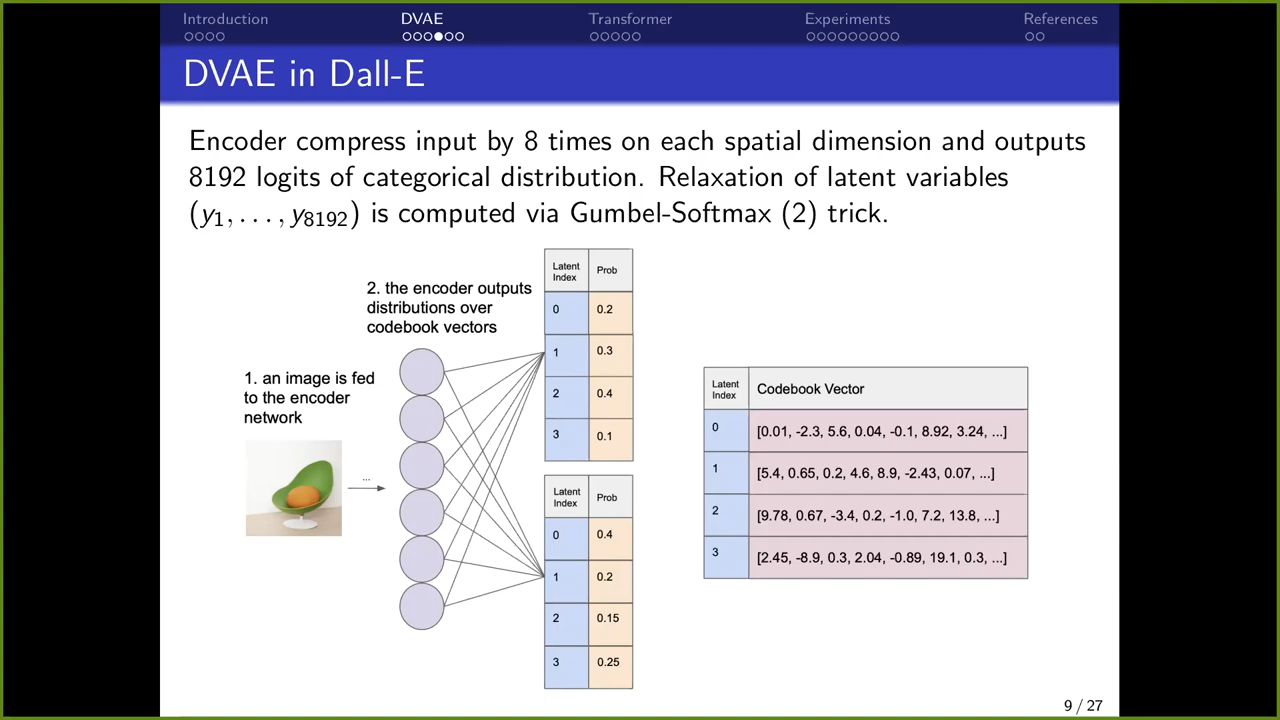 Introduction DVAE Transformer Experiments References
DVAE in Dall-E
Encoder compress input by 8 times on each spatial dimension and outputs
8192 logits of categorical distribution. Relaxation of latent variables
(y1, . . . , y8192) is computed via Gumbel-Softmax (2) trick.
1. an image is fed
to the encoder
network
...
2. the encoder outputs
distributions over
codebook vectors
Latent Index Prob
0 0.2
1 0.3
2 0.4
3 0.1
Latent Index Prob
0 0.4
1 0.2
2 0.15
3 0.25
Latent Index Codebook Vector
0 [0.01, -2.3, 5.6, 0.04, -0.1, 8.92, 3.24, ...]
1 [5.4, 0.65, 0.2, 4.6, 8.9, -2.43, 0.07, ...]
2 [9.78, 0.67, -3.4, 0.2, -1.0, 7.2, 13.8, ...]
3 [2.45, -8.9, 0.3, 2.04, -0.89, 19.1, 0.3, ...]
9 / 27